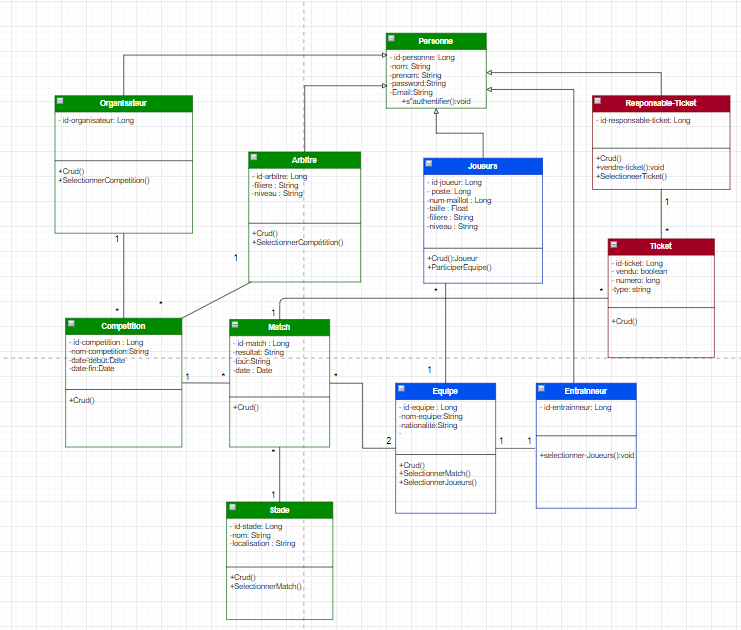 Personne
- id-personne: Long
-nom: String
-prenom: String
-password:String
-Email:String
+s"authentifier():void
Organisateur
- id-organisateur: Long
+Crud()
+SelectionnerCompetition()
Arbitre
- id-arbitre: Long
-filiere : String
-niveau : String
+Crud()
+SelectionnerCompétition()
Joueurs
- id-joueur: Long
- poste: Long
-num-maillot : Long
-taille : Float
-filiere : String
-niveau : String
+Crud():Joueur
+ParticiperEquipe()
Responsable-Ticket
- id-responsable-ticket: Long
+Crud()
+vendre-ticket():void
+SelectioneerTicket()
1
*
Ticket
- id-ticket: Long
- vendu: boolean
- numero: long
-type: string
+Crud()
1
*
1
*
Competition
- id-competition : Long
-nom-competition:String
-date-debut:Date
-date-fin:Date
+Crud()
1
*
1
*
Match
- id-match : Long
-resultat: String
-tour:String
-date : Date
+Crud()
*
2
*
1
Equipe
- id-equipe : Long
-nom-equipe:String
-nationalité:String
-
+Crud()
+SelectionnerMatch()
+SelectionnerJoueurs()
1
1
Entrainneur
- id-entrainneur: Long
+selectionner-Joueurs():void
*
1
Stade
- id-stade: Long
-nom: String
-localisation : String
+Crud()
+SelectionnerMatch()